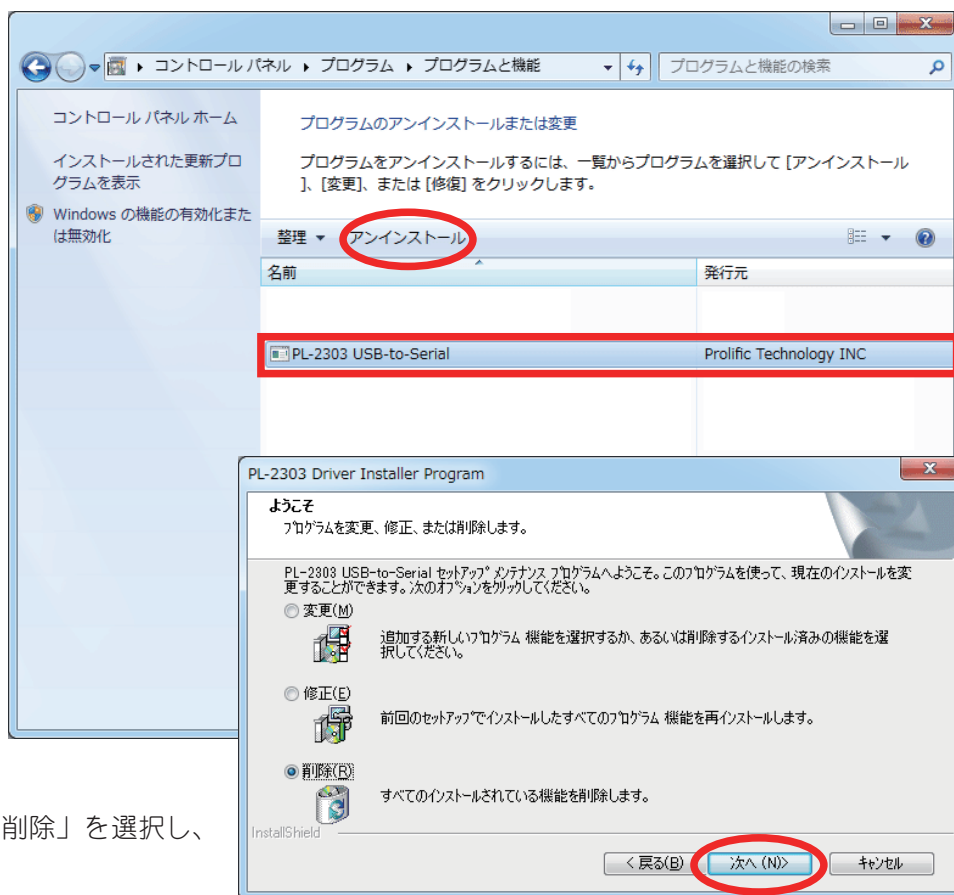 コントロール パネル ▸ プログラム ▸ プログラムと機能
プログラムと機能の検索
コントロール パネル ホーム
インストールされた更新プロ
グラムを表示
Windows の機能の有効化また
は無効化
プログラムのアンインストールまたは変更
プログラムをアンインストールするには、一覧からプログラムを選択して [アンインストール
]、[変更]、または [修復] をクリックします。
整理 ▼ アンインストール
名前 発行元
PL-2303 USB-to-Serial Prolific Technology INC
PL-2303 Driver Installer Program
ようこそ
プログラムを変更、修正、または削除します。
PL-2303 USB-to-Serial セットアップ メンテナンス プログラムへようこそ。このプログラムを使って、現在のインストールを変
更することができます。次のオプションをクリックしてください。
変更(M)
追加する新しいプログラム 機能を選択するか、あるいは削除するインストール済みの機能を選
択してください。
修正(E)
前回のセットアップでインストールしたすべてのプログラム 機能を再インストールします。
削除(R)
すべてのインストールされている機能を削除します。
InstallShield
< 戻る(B) 次へ (N)> キャンセル
削除」を選択し、